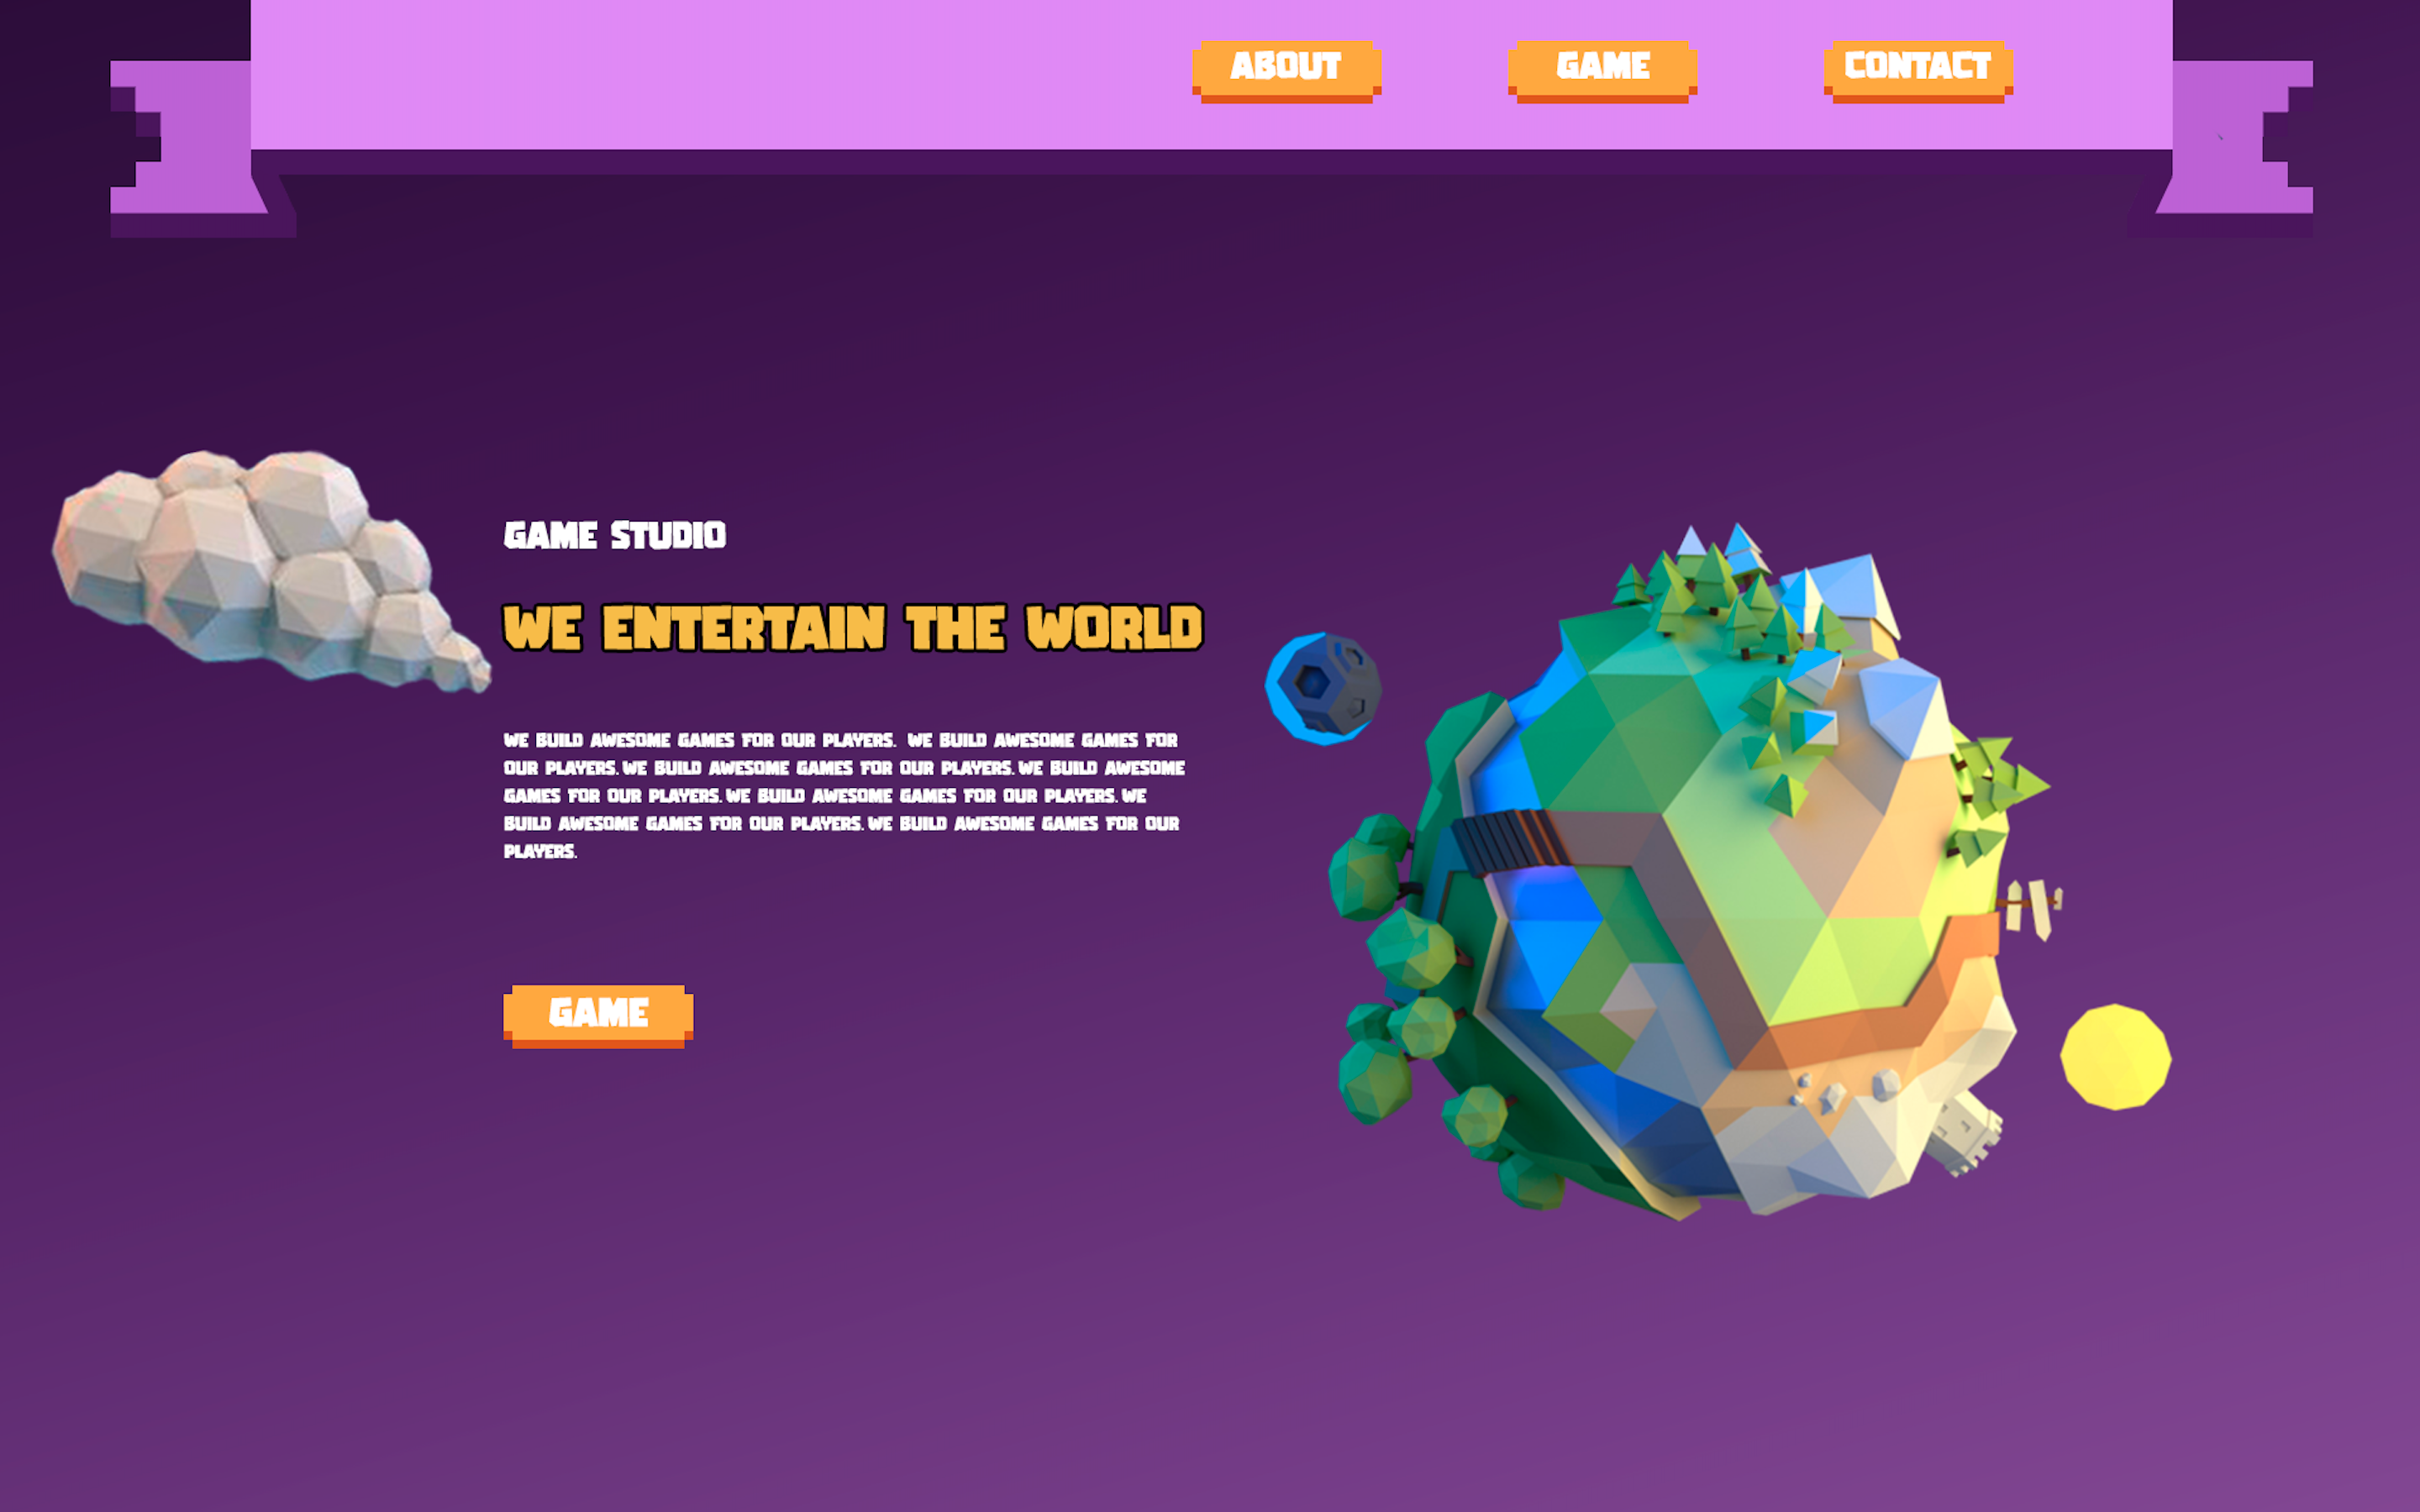 ABOUT GAME CONTACT
GAME STUDIO
WE ENTERTAIN THE WORLD
WE BUILD AWESOME GAMES FOR OUR PLAYERS. WE BUILD AWESOME GAMES FOR
OUR PLAYERS. WE BUILD AWESOME GAMES FOR OUR PLAYERS. WE BUILD AWESOME
GAMES FOR OUR PLAYERS. WE BUILD AWESOME GAMES FOR OUR PLAYERS. WE
BUILD AWESOME GAMES FOR OUR PLAYERS. WE BUILD AWESOME GAMES FOR OUR
PLAYERS.
GAME